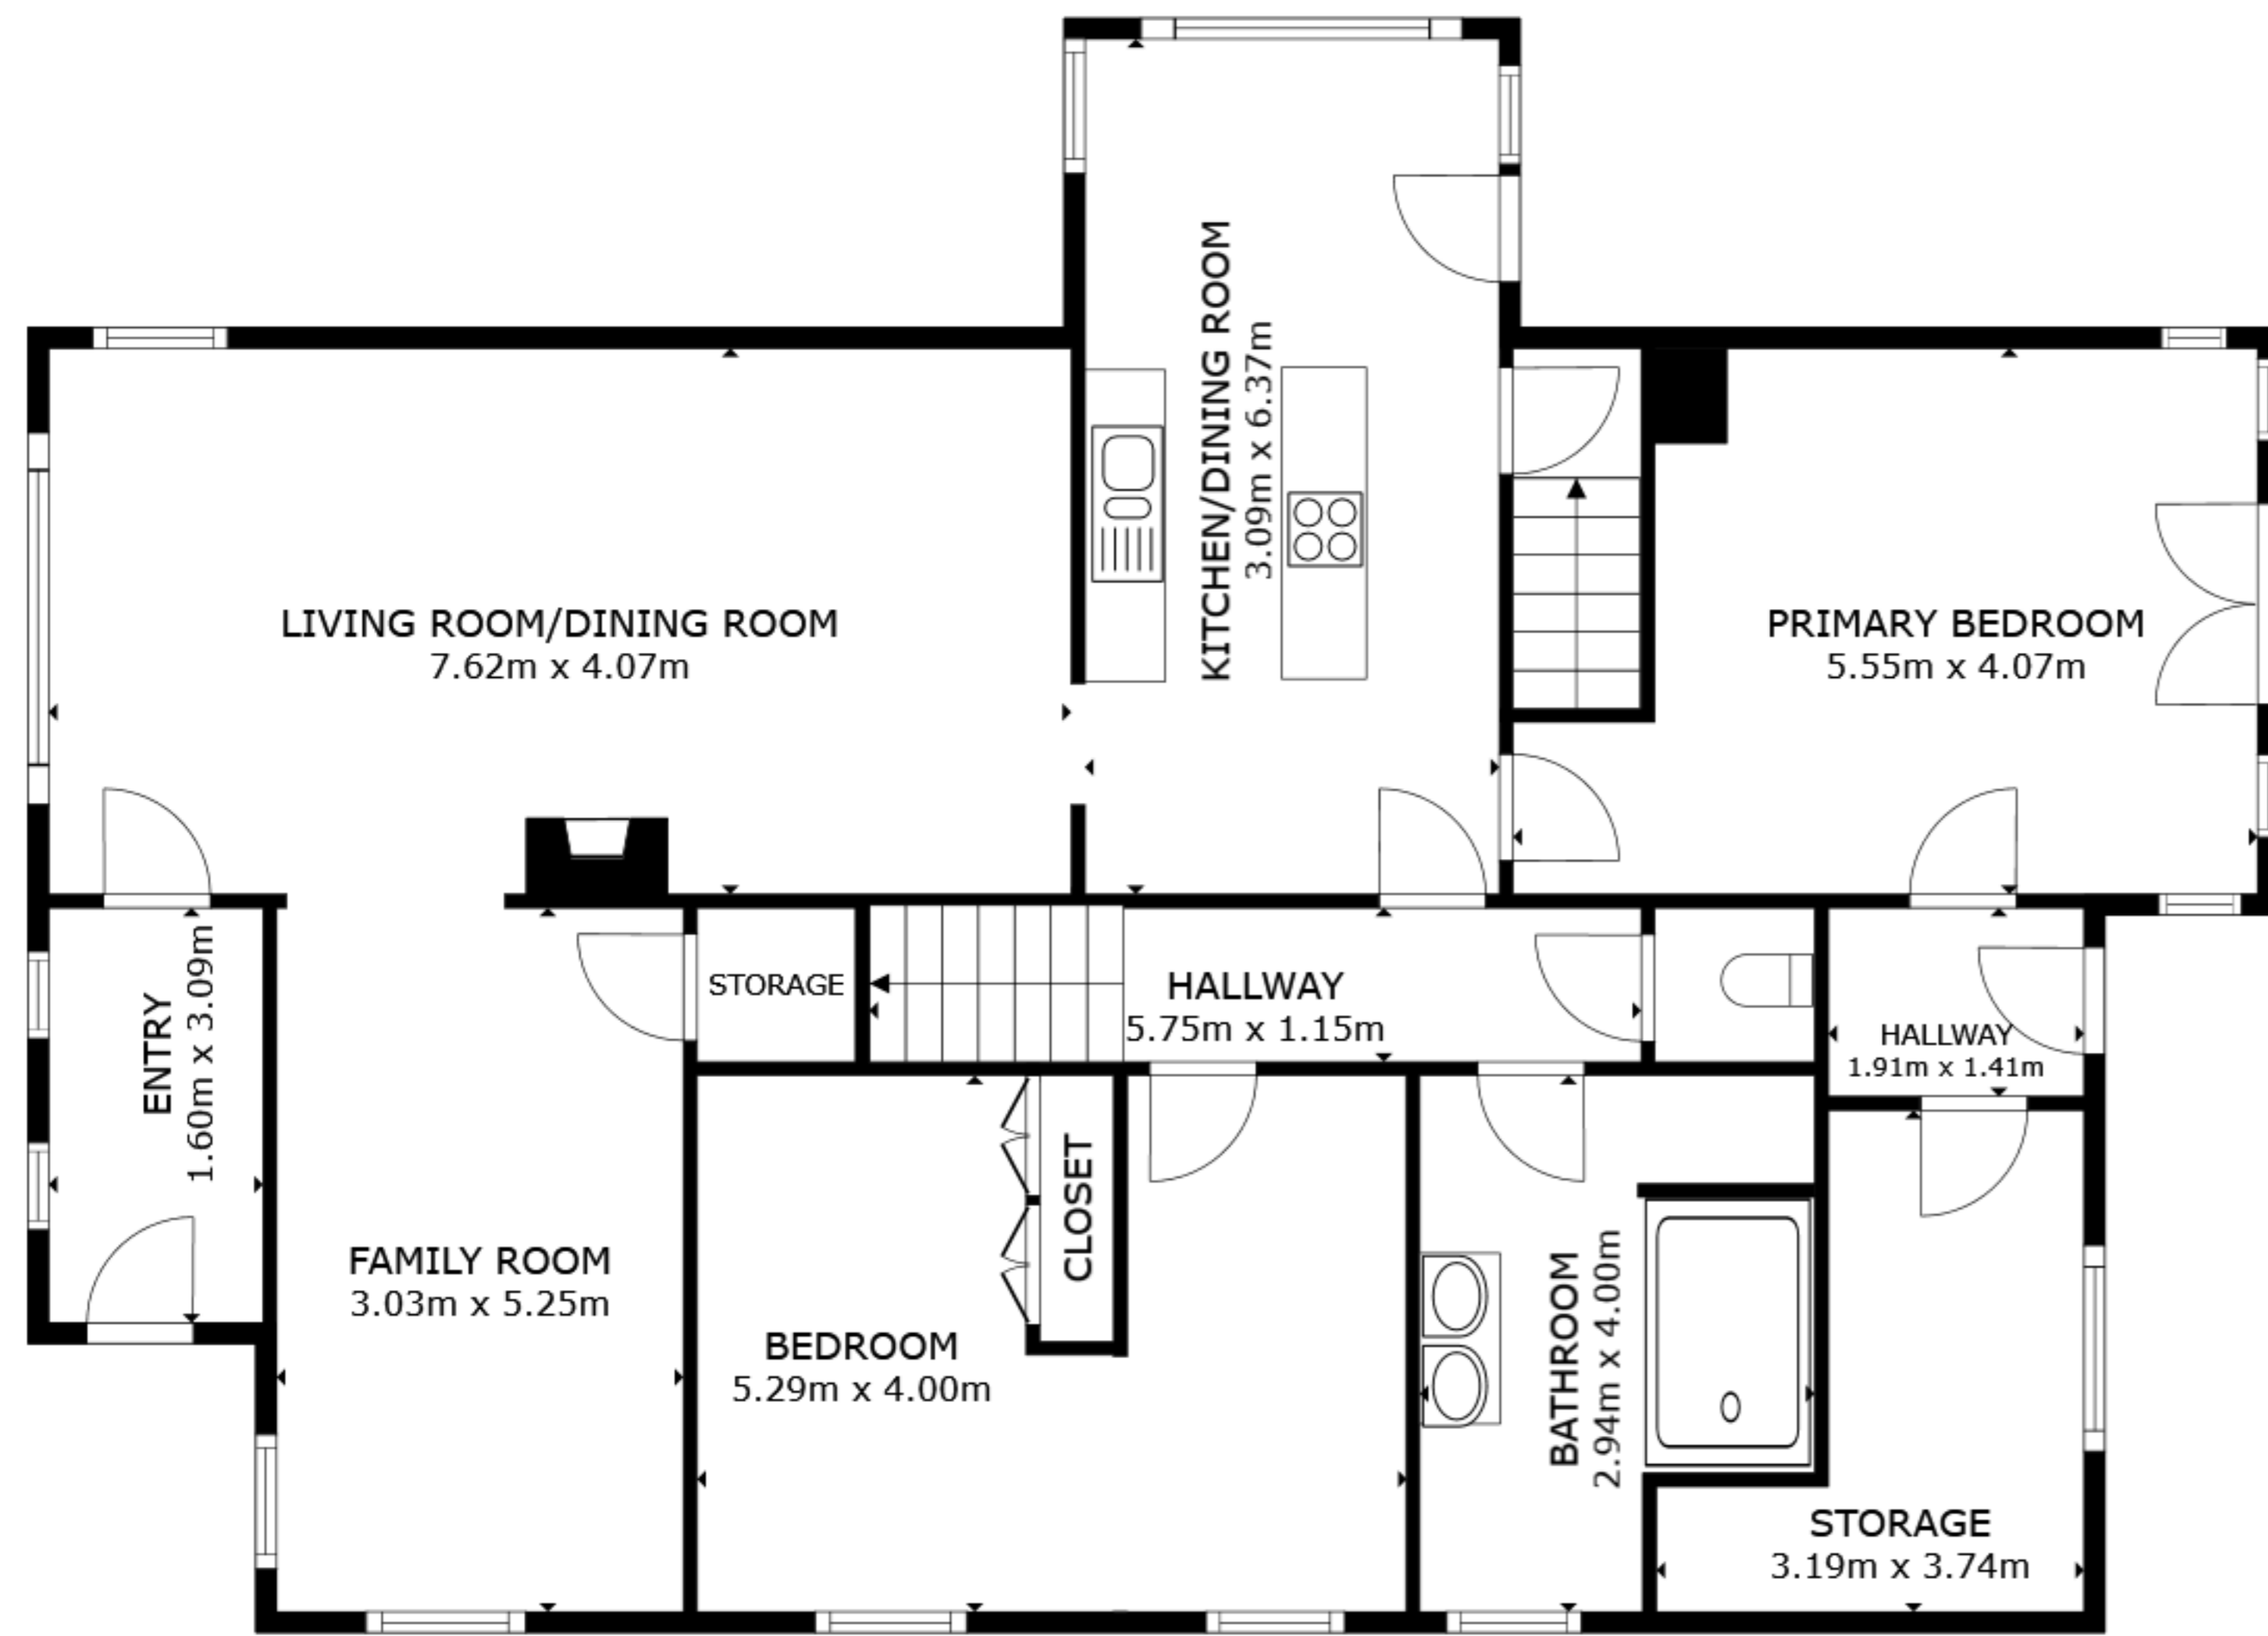 KITCHEN/DINING ROOM
3.09m x 6.37m
LIVING ROOM/DINING ROOM
7.62m x 4.07m
PRIMARY BEDROOM
5.55m x 4.07m
ENTRY
1.60m x 3.09m
STORAGE
HALLWAY
5.75m x 1.15m
HALLWAY
1.91m x 1.41m
CLOSET
FAMILY ROOM
3.03m x 5.25m
BEDROOM
5.29m x 4.00m
BATHROOM
2.94m x 4.00m
STORAGE
3.19m x 3.74m